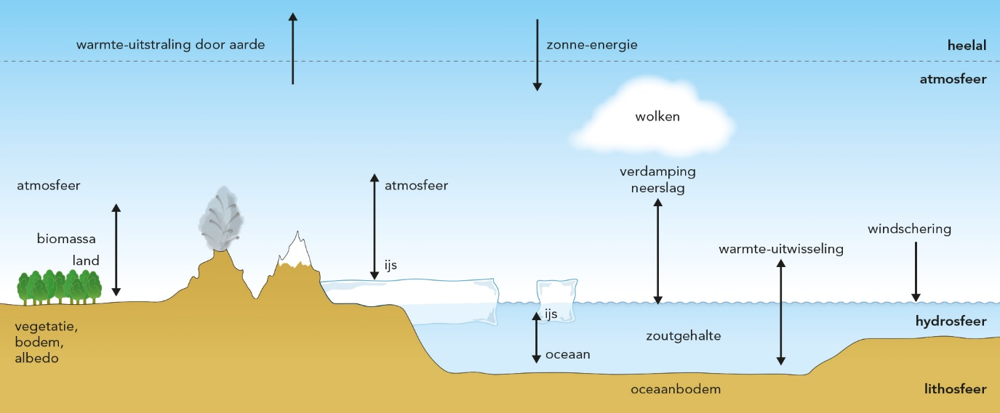 warmte-uitstraling door aarde
zonne-energie
heelal
atmosfeer
wolken
verdamping
neerslag
atmosfeer
biomassa
land
atmosfeer
ijs
windschering
warmte-uitwisseling
ijs
oceaan
zoutgehalte
hydrosfeer
vegetatie,
bodem,
albedo
oceaanbodem
lithosfeer